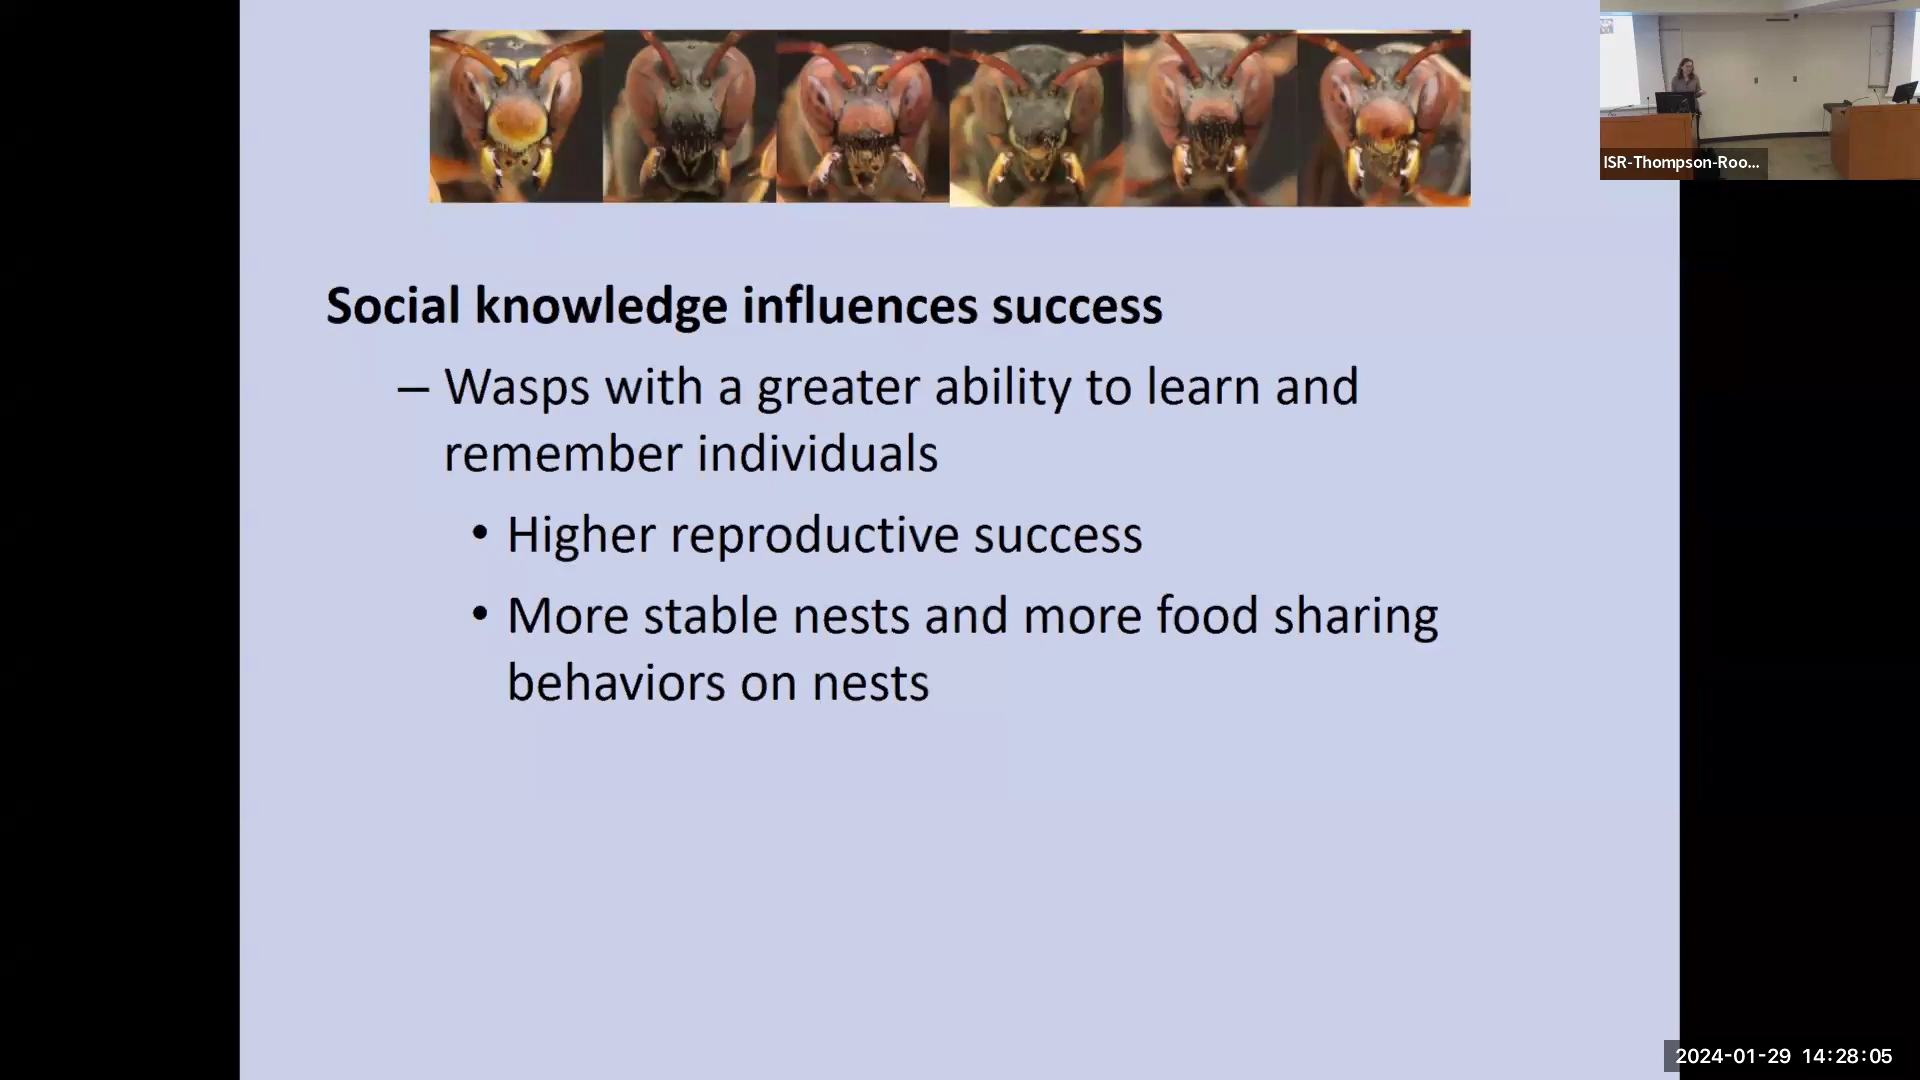 ISR-Thompson-Roo...
Social knowledge influences success
– Wasps with a greater ability to learn and
remember individuals
• Higher reproductive success
• More stable nests and more food sharing
behaviors on nests
2024-01-29 14:28:05